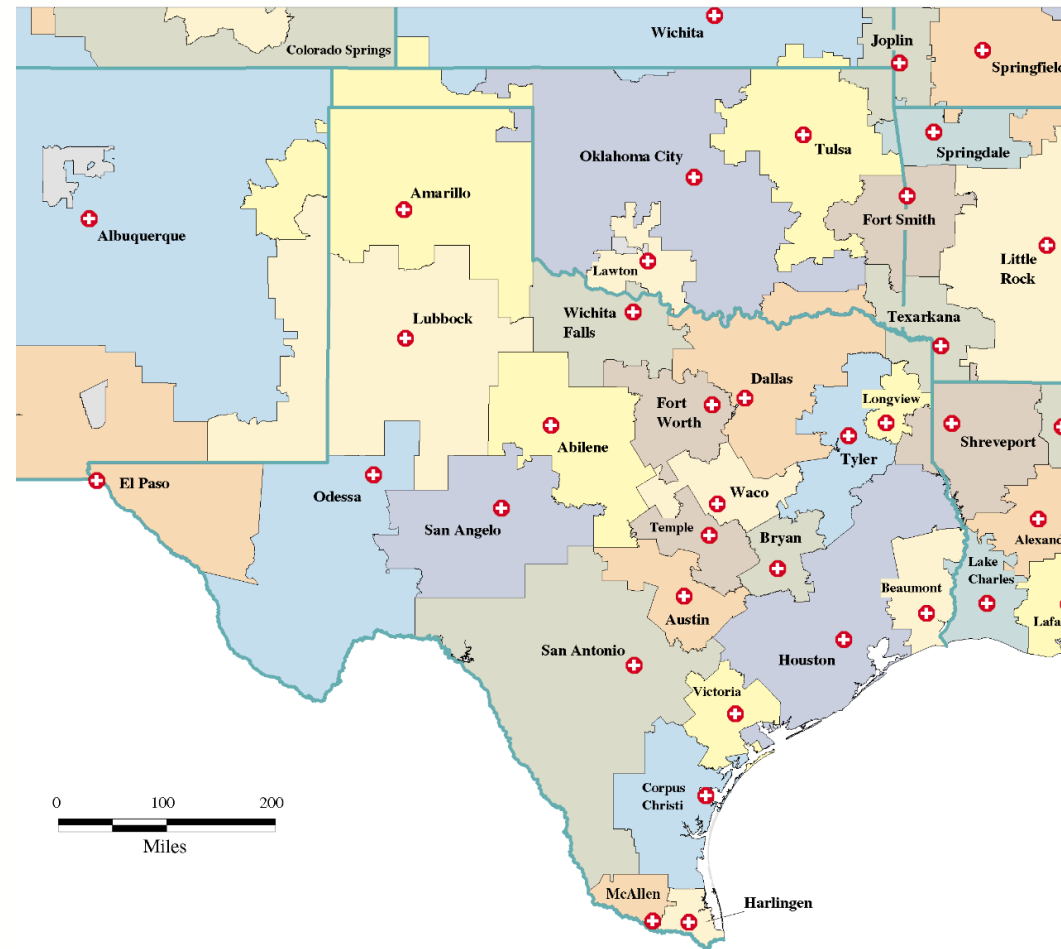 Wichita
Colorado Springs
Joplin
Springfield
Springdale
Tulsa
Oklahoma City
Amarillo
Fort Smith
Albuquerque
Little
Rock
Lawton
Wichita
Falls
Texarkana
Lubbock
Dallas
Longview
Fort
Worth
Shreveport
Abilene
Tyler
El Paso
Odessa
Waco
San Angelo
Temple
Bryan
Alexand
Lake
Charles
Beaumont
Austin
Lafa
San Antonio
Houston
Victoria
Corpus
Christi
0 100 200
Miles
McAllen
Harlingen